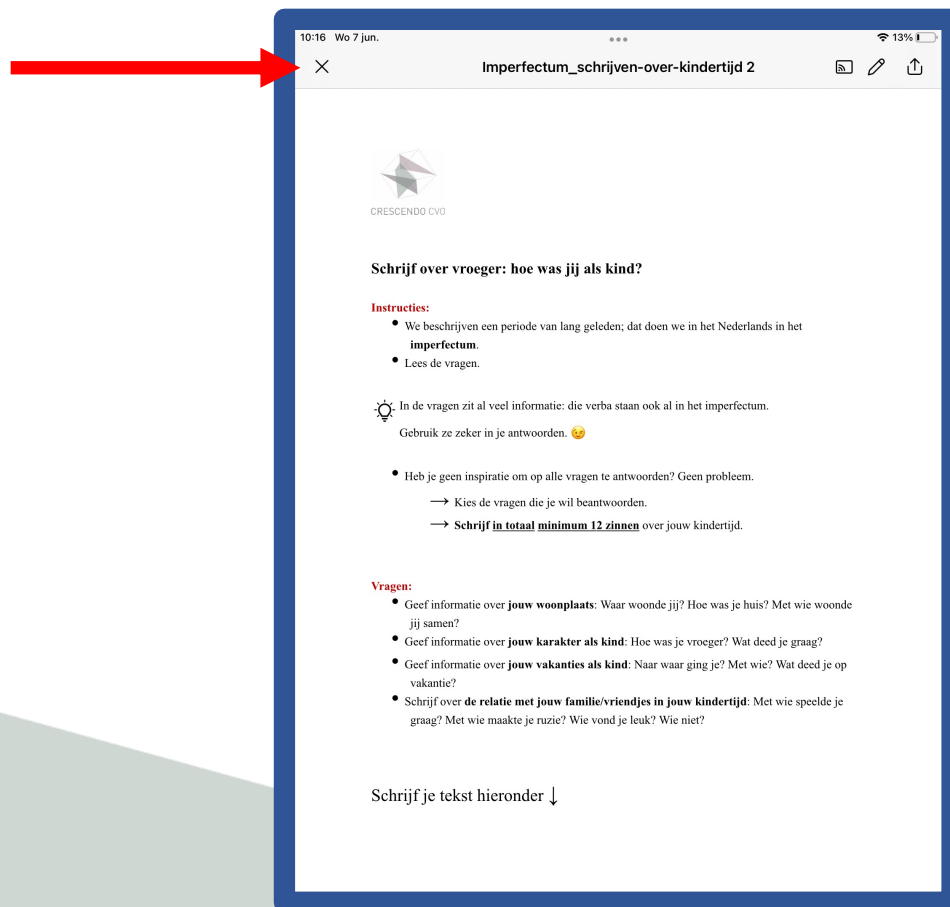 10:16 Wo 7 jun.
13%
Imperfectum_schrijven-over-kindertijd 2
CRESCENDO CVO
Schrijf over vroeger: hoe was jij als kind?
Instructies:
• We beschrijven een periode van lang geleden; dat doen we in het Nederlands in het
imperfectum.
• Lees de vragen.
In de vragen zit al veel informatie: die verba staan ook al in het imperfectum.
Gebruik ze zeker in je antwoorden. 😉
• Heb je geen inspiratie om op alle vragen te antwoorden? Geen probleem.
→ Kies de vragen die je wil beantwoorden.
→ Schrijf in totaal minimum 12 zinnen over jouw kindertijd.
Vragen:
• Geef informatie over jouw woonplaats: Waar woonde jij? Hoe was je huis? Met wie woonde
jij samen?
• Geef informatie over jouw karakter als kind: Hoe was je vroeger? Wat deed je graag?
• Geef informatie over jouw vakanties als kind: Naar waar ging je? Met wie? Wat deed je op
vakantie?
• Schrijf over de relatie met jouw familie/vriendjes in jouw kindertijd: Met wie speelde je
graag? Met wie maakte je ruzie? Wie vond je leuk? Wie niet?
Schrijf je tekst hieronder ↓